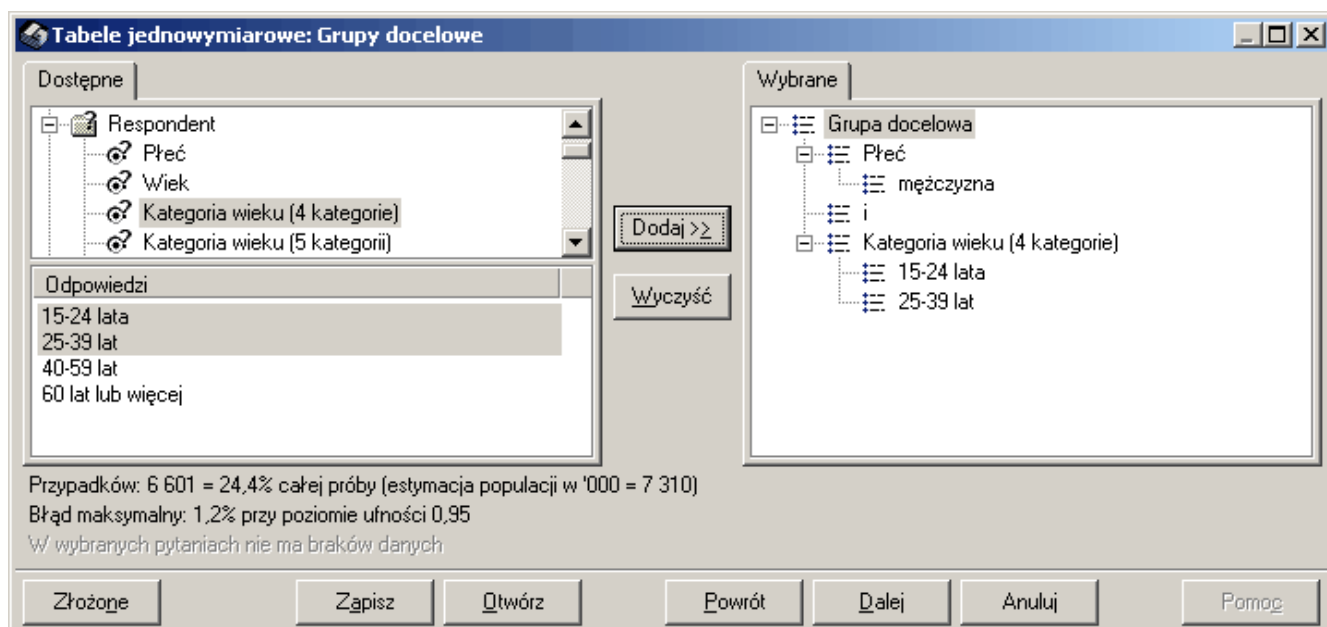 Tabele jednowymiarowe: Grupy docelowe
Dostępne
Respondent
Płeć
Wiek
Kategoria wieku (4 kategorie)
Kategoria wieku (5 kategorii)
Odpowiedzi
15-24 lata
25-39 lat
40-59 lat
60 lat lub więcej
Dodaj >>
Wyczyść
Wybrane
Grupa docelowa
Płeć
mężczyzna
i
Kategoria wieku (4 kategorie)
15-24 lata
25-39 lat
Przypadków: 6 601 = 24,4% całej próby (estymacja populacji w '000 = 7 310)
Błąd maksymalny: 1,2% przy poziomie ufności 0,95
W wybranych pytaniach nie ma braków danych
Złożone
Zapisz
Otwórz
Powrót
Dalej
Anuluj
Pomoc